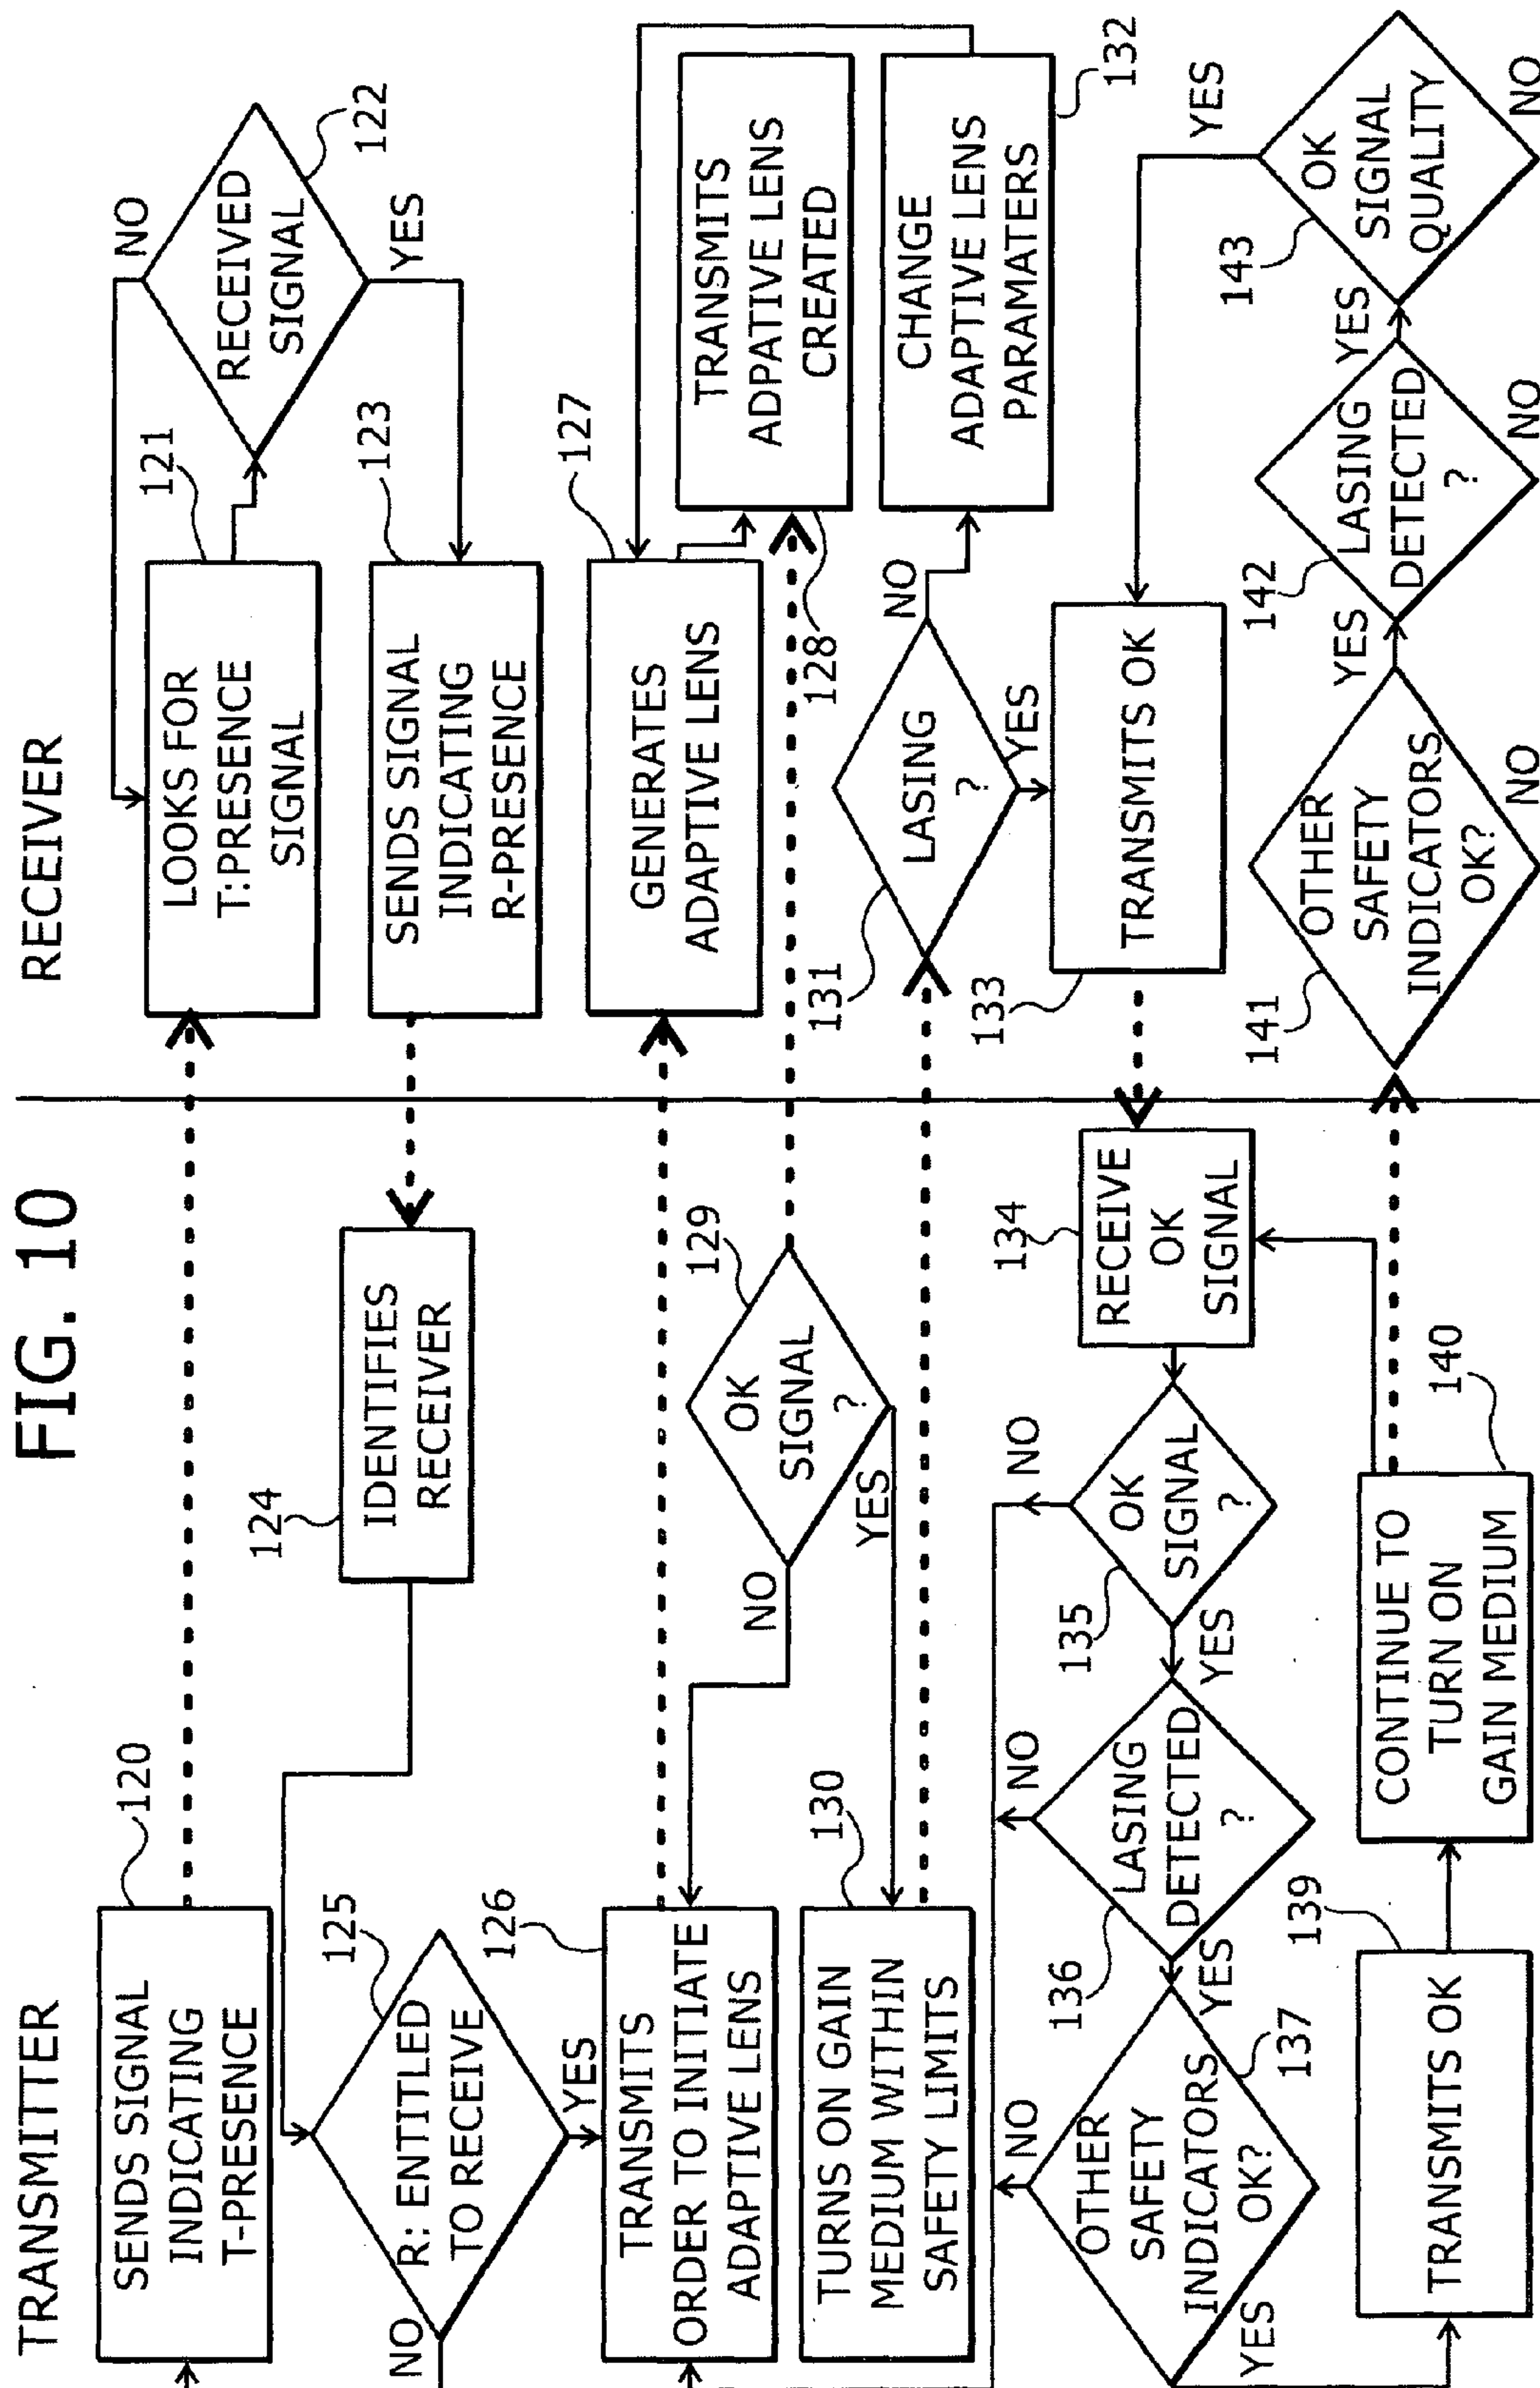 FIG. 10
TRANSMITTER
RECEIVER
SENDS SIGNAL
INDICATING
T-PRESENCE
120
LOOKS FOR
T:PRESENCE
SIGNAL
121
RECEIVED
SIGNAL
122
NO
YES
SENDS SIGNAL
INDICATING
R-PRESENCE
123
IDENTIFIES
RECEIVER
124
R: ENTITLED
TO RECEIVE
125
NO
YES
TRANSMITS
ORDER TO INITIATE
ADAPTIVE LENS
126
GENERATES
ADAPTIVE LENS
127
TRANSMITS
ADPATIVE LENS
CREATED
128
OK
SIGNAL
?
129
NO
YES
TURNS ON GAIN
MEDIUM WITHIN
SAFETY LIMITS
130
LASING
?
131
NO
YES
CHANGE
ADAPTIVE LENS
PARAMATERS
132
TRANSMITS OK
133
RECEIVE
OK
SIGNAL
134
OK
SIGNAL
?
135
NO
YES
LASING
DETECTED
?
136
NO
YES
OTHER
SAFETY
INDICATORS
OK?
137
NO
YES
TRANSMITS OK
139
CONTINUE TO
TURN ON
GAIN MEDIUM
140
OTHER
SAFETY
INDICATORS
OK?
141
YES
NO
LASING
DETECTED
?
142
YES
NO
OK
SIGNAL
QUALITY
143
YES
NO